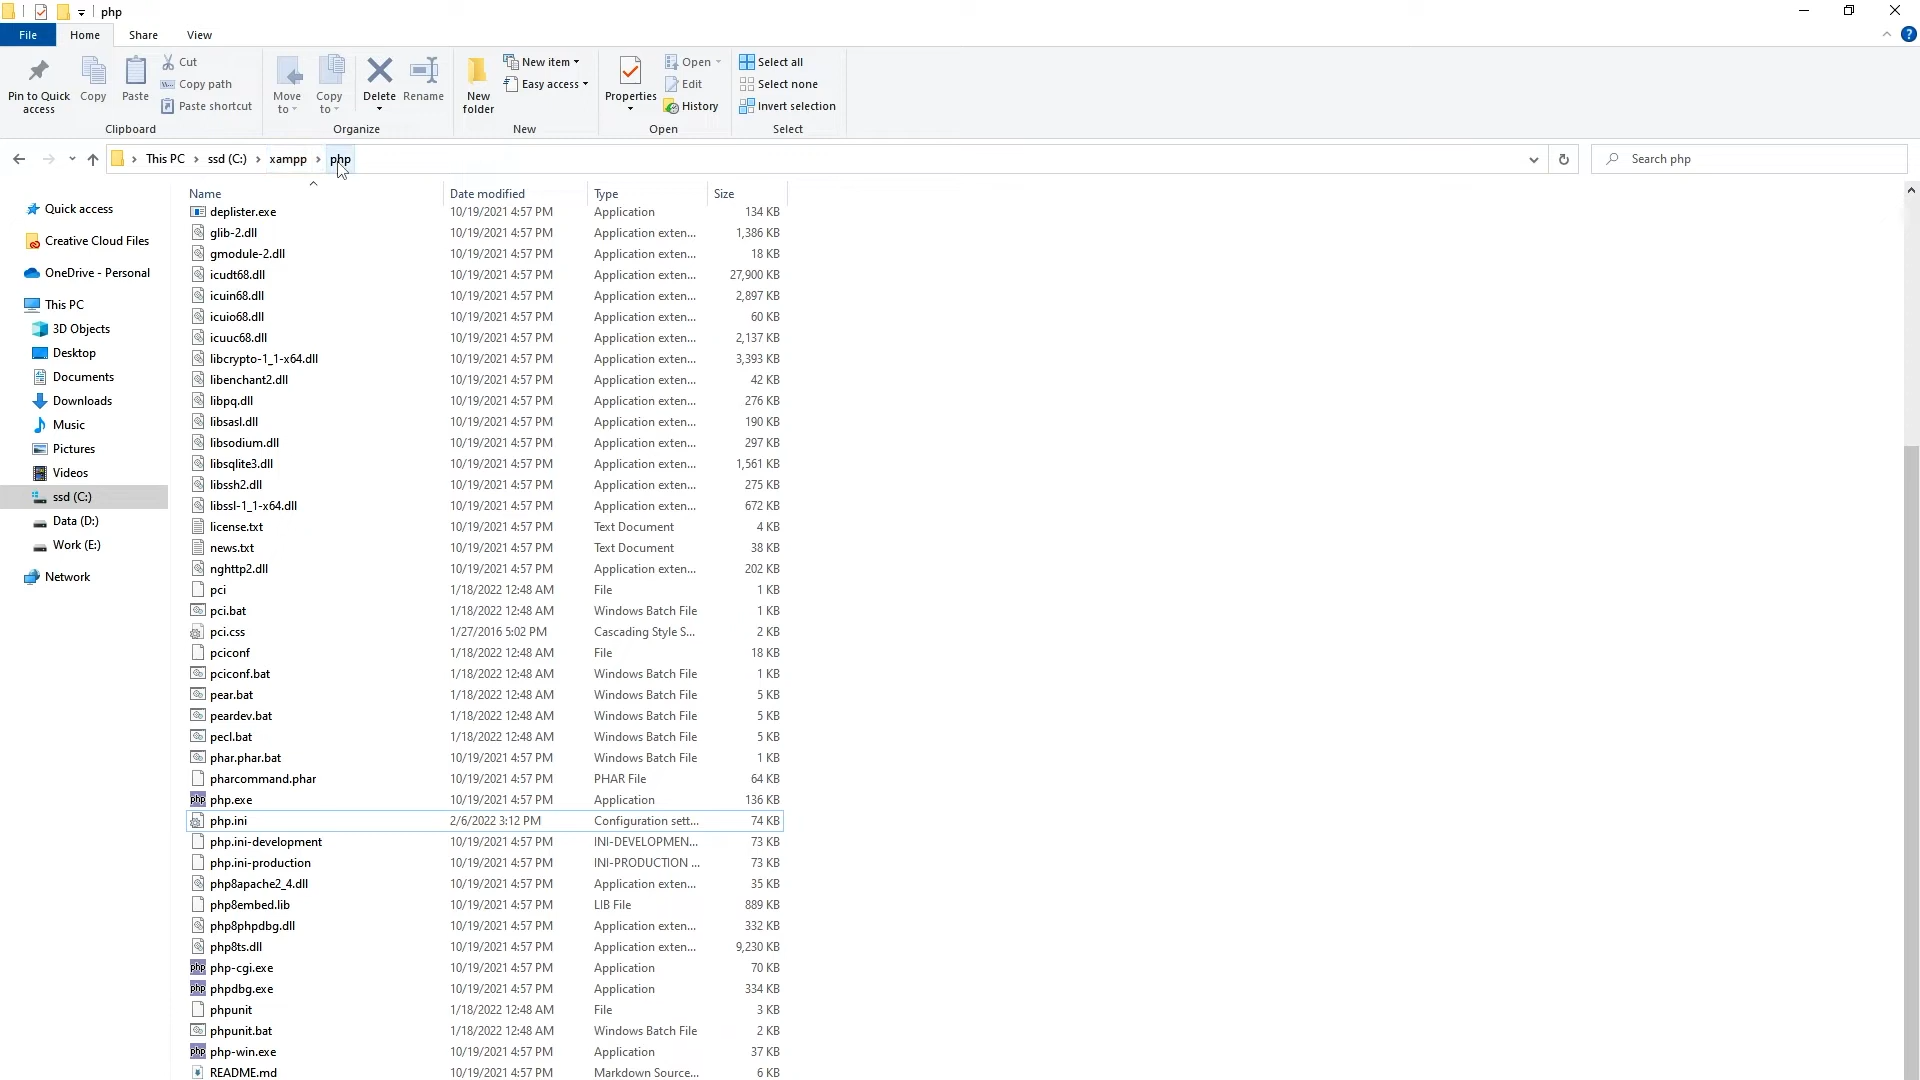 php
File Home Share View
Pin to Quick access
Copy
Paste
Cut
Copy path
Paste shortcut
Clipboard
Move to
Copy to
Delete
Rename
Organize
New folder
New item
Easy access
New
Properties
Open
Edit
History
Open
Select all
Select none
Invert selection
Select
This PC ssd (C:) xampp php
Search php
Quick access
Creative Cloud Files
OneDrive - Personal
This PC
3D Objects
Desktop
Documents
Downloads
Music
Pictures
Videos
ssd (C:)
Data (D:)
Work (E:)
Network
Name Date modified Type Size
deplister.exe 10/19/2021 4:57 PM Application 134 KB
glib-2.dll 10/19/2021 4:57 PM Application exten... 1,386 KB
gmodule-2.dll 10/19/2021 4:57 PM Application exten... 18 KB
icudt68.dll 10/19/2021 4:57 PM Application exten... 27,900 KB
icuin68.dll 10/19/2021 4:57 PM Application exten... 2,897 KB
icuio68.dll 10/19/2021 4:57 PM Application exten... 60 KB
icuuc68.dll 10/19/2021 4:57 PM Application exten... 2,137 KB
libcrypto-1_1-x64.dll 10/19/2021 4:57 PM Application exten... 3,393 KB
libenchant2.dll 10/19/2021 4:57 PM Application exten... 42 KB
libpq.dll 10/19/2021 4:57 PM Application exten... 276 KB
libsasl.dll 10/19/2021 4:57 PM Application exten... 190 KB
libsodium.dll 10/19/2021 4:57 PM Application exten... 297 KB
libsqlite3.dll 10/19/2021 4:57 PM Application exten... 1,561 KB
libssh2.dll 10/19/2021 4:57 PM Application exten... 275 KB
libssl-1_1-x64.dll 10/19/2021 4:57 PM Application exten... 672 KB
license.txt 10/19/2021 4:57 PM Text Document 4 KB
news.txt 10/19/2021 4:57 PM Text Document 38 KB
nghttp2.dll 10/19/2021 4:57 PM Application exten... 202 KB
pci 1/18/2022 12:48 AM File 1 KB
pci.bat 1/18/2022 12:48 AM Windows Batch File 1 KB
pci.css 1/27/2016 5:02 PM Cascading Style S... 2 KB
pciconf 1/18/2022 12:48 AM File 18 KB
pciconf.bat 1/18/2022 12:48 AM Windows Batch File 1 KB
pear.bat 1/18/2022 12:48 AM Windows Batch File 5 KB
peardev.bat 1/18/2022 12:48 AM Windows Batch File 5 KB
pecl.bat 1/18/2022 12:48 AM Windows Batch File 5 KB
phar.phar.bat 10/19/2021 4:57 PM Windows Batch File 1 KB
pharcommand.phar 10/19/2021 4:57 PM PHAR File 64 KB
php.exe 10/19/2021 4:57 PM Application 136 KB
php.ini 2/6/2022 3:12 PM Configuration sett... 74 KB
php.ini-development 10/19/2021 4:57 PM INI-DEVELOPMEN... 73 KB
php.ini-production 10/19/2021 4:57 PM INI-PRODUCTION ... 73 KB
php8apache2_4.dll 10/19/2021 4:57 PM Application exten... 35 KB
php8embed.lib 10/19/2021 4:57 PM LIB File 889 KB
php8phpdbg.dll 10/19/2021 4:57 PM Application exten... 332 KB
php8ts.dll 10/19/2021 4:57 PM Application exten... 9,230 KB
php-cgi.exe 10/19/2021 4:57 PM Application 70 KB
phpdbg.exe 10/19/2021 4:57 PM Application 334 KB
phpunit 1/18/2022 12:48 AM File 3 KB
phpunit.bat 1/18/2022 12:48 AM Windows Batch File 2 KB
php-win.exe 10/19/2021 4:57 PM Application 37 KB
README.md 10/19/2021 4:57 PM Markdown Source... 6 KB